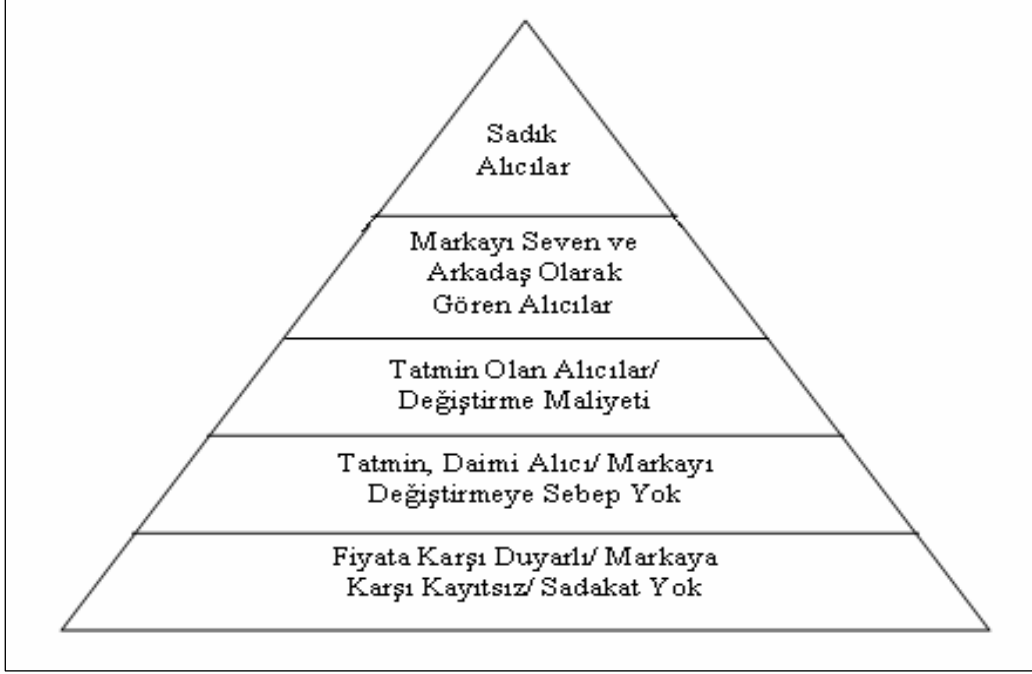 Sadık
Alıcılar
Markayı Seven ve
Arkadaş Olarak
Gören Alıcılar
Tatmin Olan Alıcılar/
Değiştirme Maliyeti
Tatmin, Daimi Alıcı/ Markayı
Değiştirmeye Sebep Yok
Fiyata Karşı Duyarlı/ Markaya
Karşı Kayıtsız/ Sadakat Yok